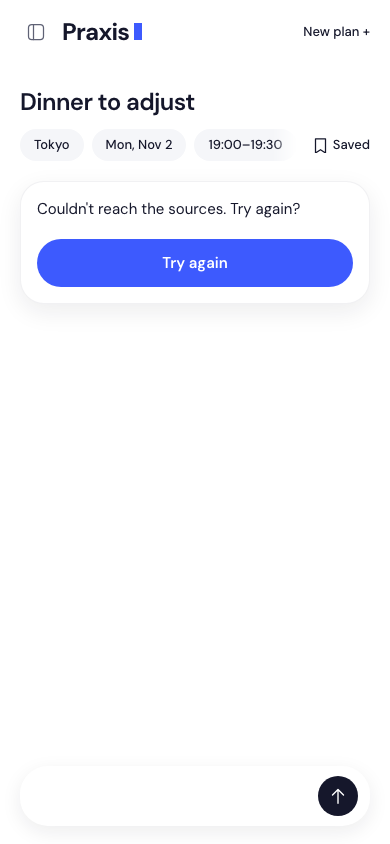 Praxis
New plan +
Dinner to adjust
Tokyo
Mon, Nov 2
19:00–19:30
Saved
Couldn't reach the sources. Try again?
Try again